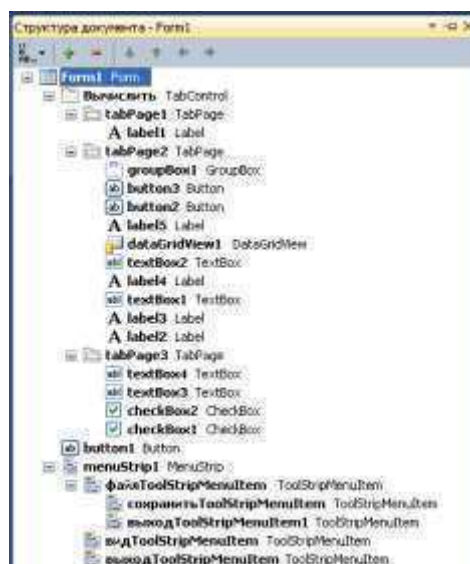 Структура документа - Form1
Form1 Form
Вычислить TabControl
tabPage1 TabPage
label1 Label
tabPage2 TabPage
groupBox1 GroupBox
button3 Button
button2 Button
label5 Label
dataGridView1 DataGridView
textBox2 TextBox
label4 Label
textBox1 TextBox
label3 Label
label2 Label
tabPage3 TabPage
textBox4 TextBox
textBox3 TextBox
checkBox2 CheckBox
checkBox1 CheckBox
button1 Button
menuStrip1 MenuStrip
файлToolStripMenuItem ToolStripMenuItem
сохранитьToolStripMenuItem ToolStripMenuItem
выходToolStripMenuItem1 ToolStripMenuItem
видToolStripMenuItem ToolStripMenuItem
выходToolStripMenuItem ToolStripMenuItem